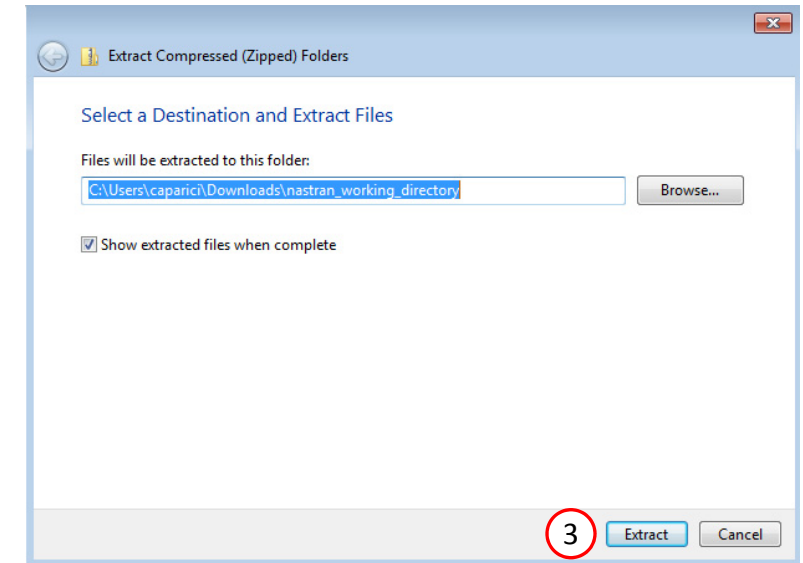 Extract Compressed (Zipped) Folders
Select a Destination and Extract Files
Files will be extracted to this folder:
C:\Users\caparici\Downloads\nastran_working_directory
Browse...
Show extracted files when complete
3
Extract
Cancel